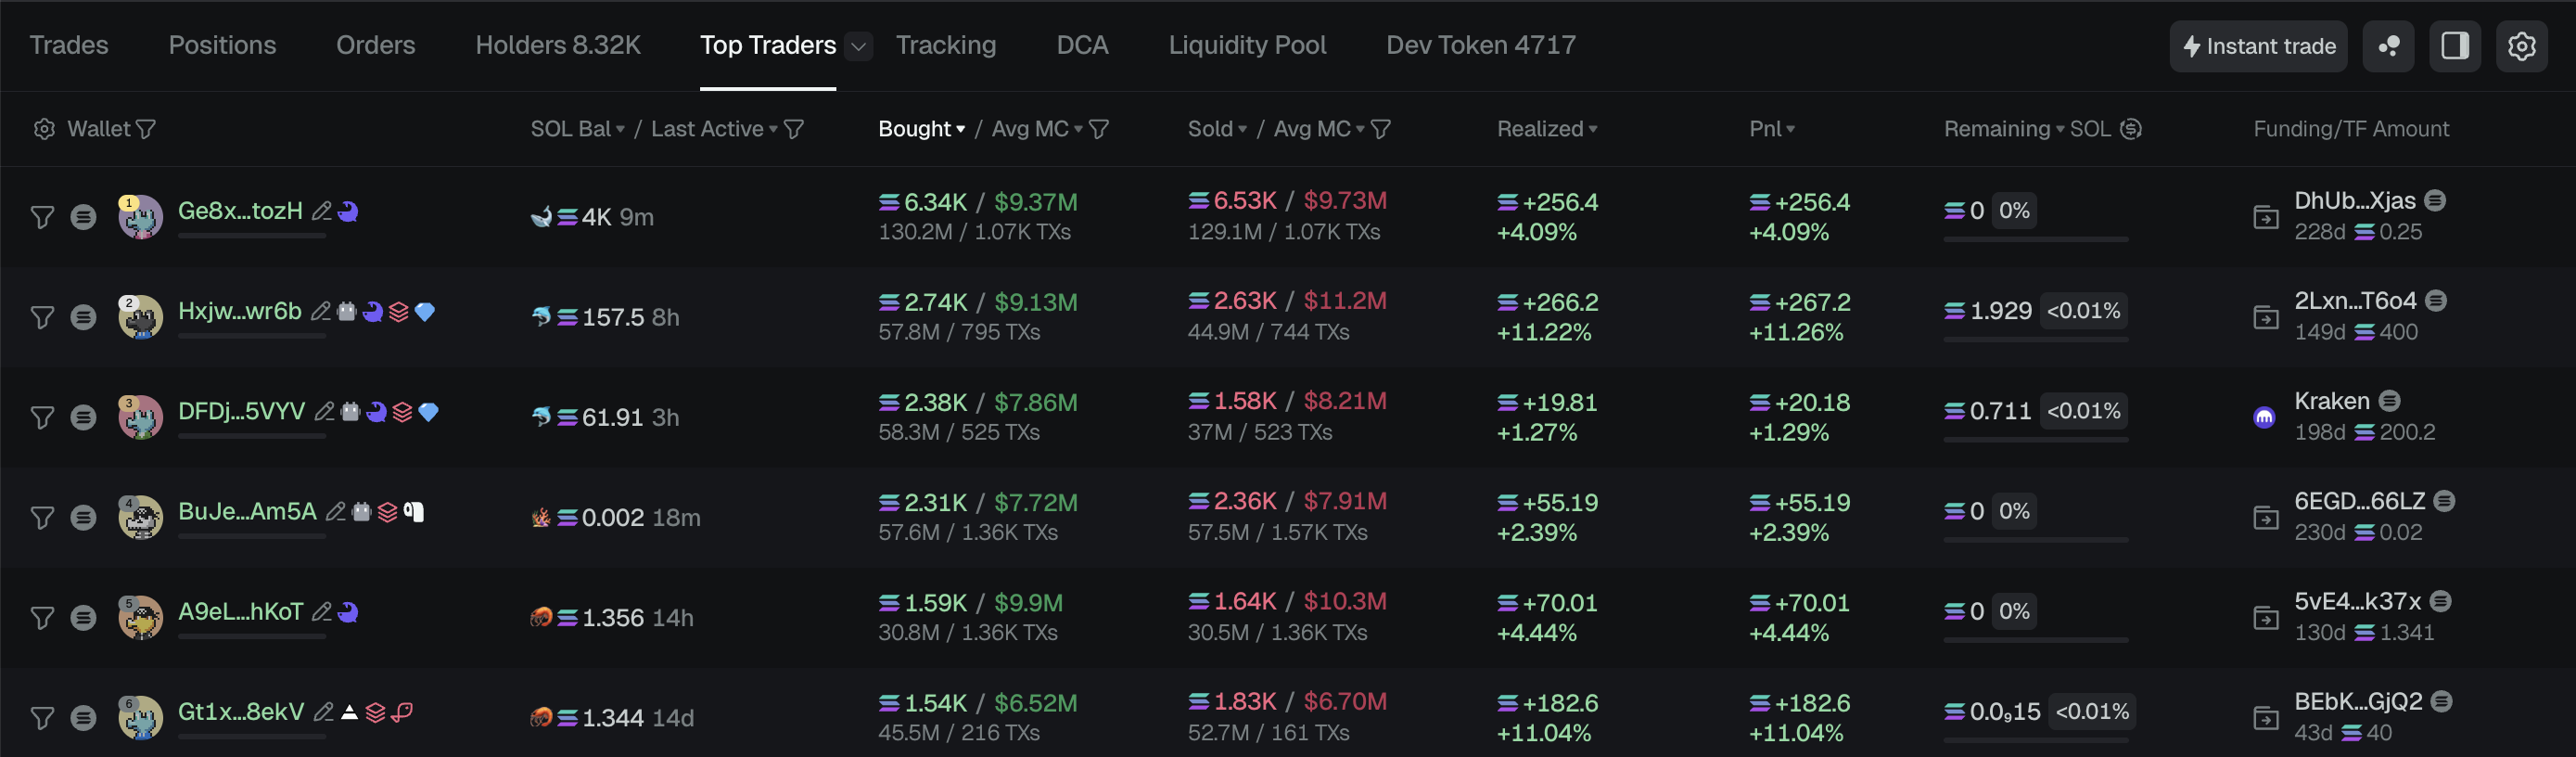 Trades Positions Orders Holders 8.32K Top Traders Tracking DCA Liquidity Pool Dev Token 4717 Instant trade
Wallet SOL Bal / Last Active Bought / Avg MC Sold / Avg MC Realized Pnl Remaining SOL Funding/TF Amount
1 Ge8x...tozH 4K 9m 6.34K / $9.37M 6.53K / $9.73M +256.4 +256.4 0 0% DhUb...Xjas
130.2M / 1.07K TXs 129.1M / 1.07K TXs +4.09% +4.09% 228d 0.25
2 Hxjw...wr6b 157.5 8h 2.74K / $9.13M 2.63K / $11.2M +266.2 +267.2 1.929 <0.01% 2Lxn...T6o4
57.8M / 795 TXs 44.9M / 744 TXs +11.22% +11.26% 149d 400
3 DFDj...5VYV 61.91 3h 2.38K / $7.86M 1.58K / $8.21M +19.81 +20.18 0.711 <0.01% Kraken
58.3M / 525 TXs 37M / 523 TXs +1.27% +1.29% 198d 200.2
4 BuJe...Am5A 0.002 18m 2.31K / $7.72M 2.36K / $7.91M +55.19 +55.19 0 0% 6EGD...66LZ
57.6M / 1.36K TXs 57.5M / 1.57K TXs +2.39% +2.39% 230d 0.02
5 A9eL...hKoT 1.356 14h 1.59K / $9.9M 1.64K / $10.3M +70.01 +70.01 0 0% 5vE4...k37x
30.8M / 1.36K TXs 30.5M / 1.36K TXs +4.44% +4.44% 130d 1.341
6 Gt1x...8ekV 1.344 14d 1.54K / $6.52M 1.83K / $6.70M +182.6 +182.6 0.0₉15 <0.01% BEbK...GjQ2
45.5M / 216 TXs 52.7M / 161 TXs +11.04% +11.04% 43d 40